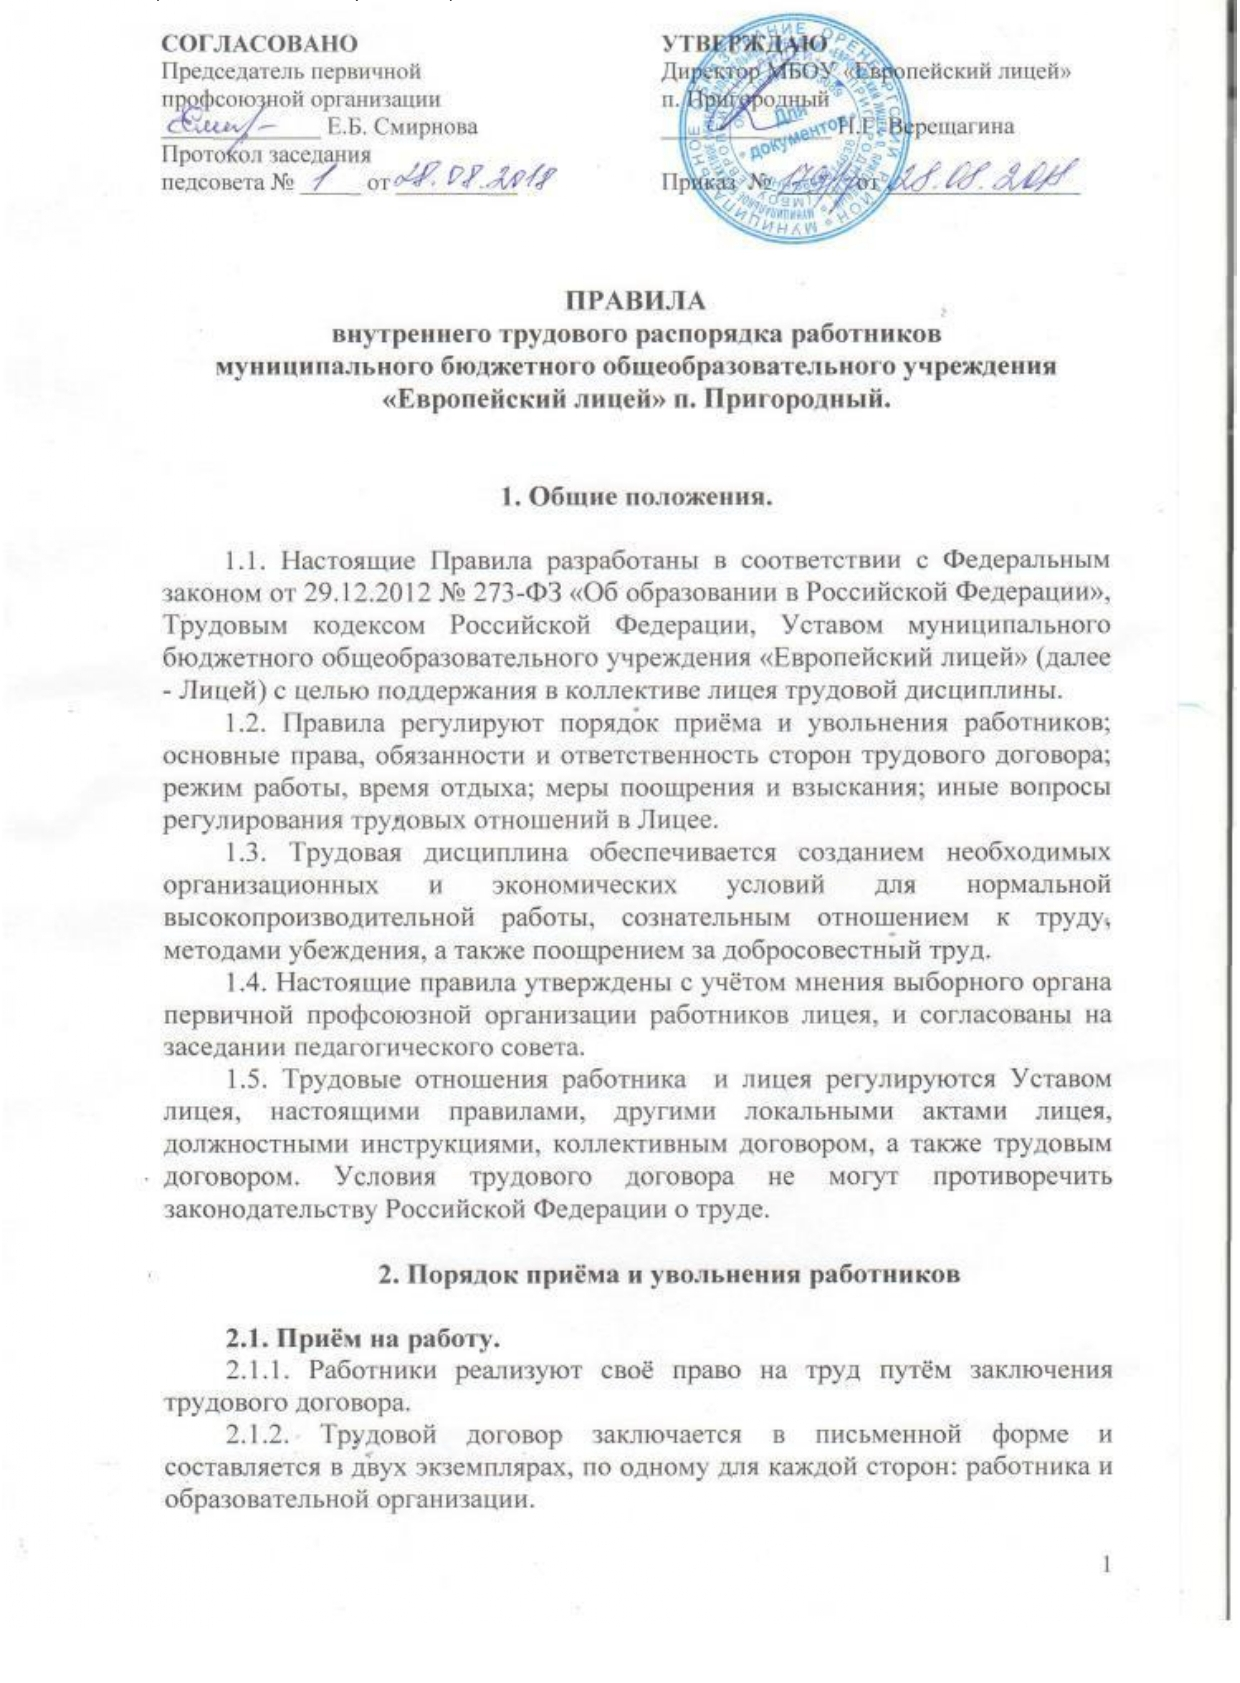 СОГЛАСОВАНО
Председатель первичной
профсоюзной организации
Е.Б. Смирнова
Протокол заседания
педсовета № 1 от 28.08.2018
УТВЕРЖДАЮ
Директор МБОУ «Европейский лицей»
п. Пригородный
Н.Е. Верещагина
Приказ № от 28.08.2018
Для
документов
ПРАВИЛА
внутреннего трудового распорядка работников
муниципального бюджетного общеобразовательного учреждения
«Европейский лицей» п. Пригородный.
1. Общие положения.
1.1. Настоящие Правила разработаны в соответствии с Федеральным
законом от 29.12.2012 № 273-ФЗ «Об образовании в Российской Федерации»,
Трудовым кодексом Российской Федерации, Уставом муниципального
бюджетного общеобразовательного учреждения «Европейский лицей» (далее
- Лицей) с целью поддержания в коллективе лицея трудовой дисциплины.
1.2. Правила регулируют порядок приёма и увольнения работников;
основные права, обязанности и ответственность сторон трудового договора;
режим работы, время отдыха; меры поощрения и взыскания; иные вопросы
регулирования трудовых отношений в Лицее.
1.3. Трудовая дисциплина обеспечивается созданием необходимых
организационных и экономических условий для нормальной
высокопроизводительной работы, сознательным отношением к труду,
методами убеждения, а также поощрением за добросовестный труд.
1.4. Настоящие правила утверждены с учётом мнения выборного органа
первичной профсоюзной организации работников лицея, и согласованы на
заседании педагогического совета.
1.5. Трудовые отношения работника и лицея регулируются Уставом
лицея, настоящими правилами, другими локальными актами лицея,
должностными инструкциями, коллективным договором, а также трудовым
договором. Условия трудового договора не могут противоречить
законодательству Российской Федерации о труде.
2. Порядок приёма и увольнения работников
2.1. Приём на работу.
2.1.1. Работники реализуют своё право на труд путём заключения
трудового договора.
2.1.2. Трудовой договор заключается в письменной форме и
составляется в двух экземплярах, по одному для каждой сторон: работника и
образовательной организации.
1